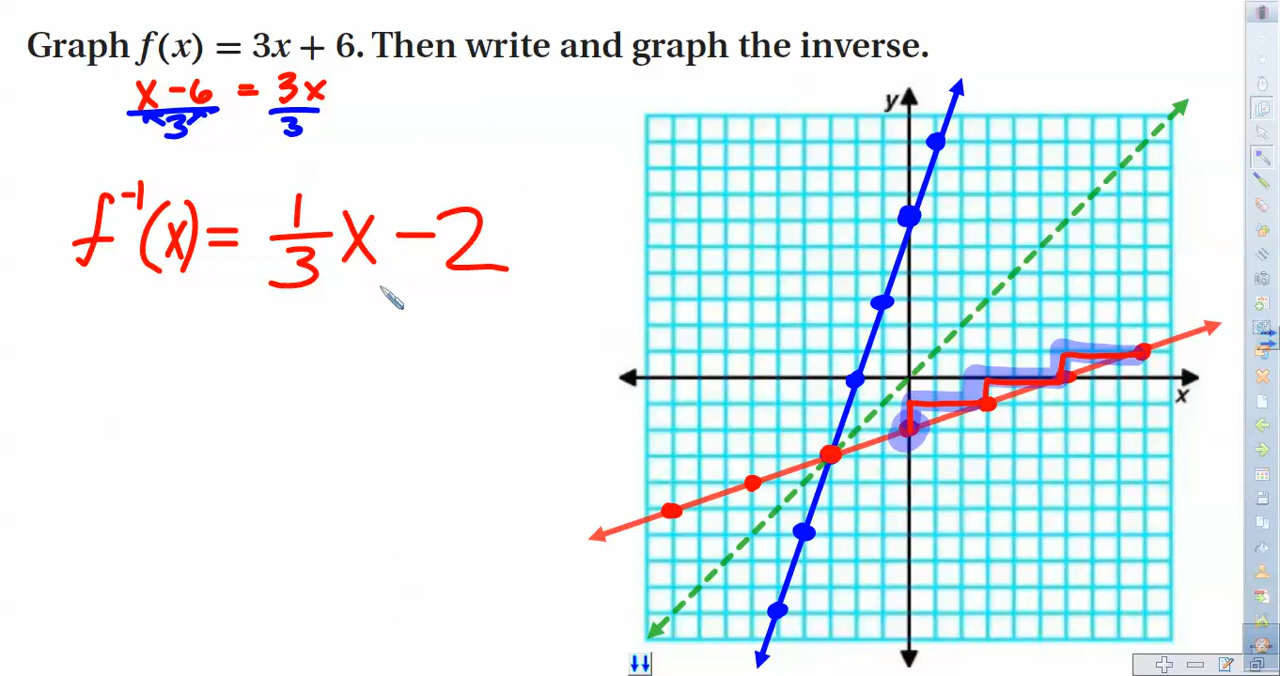 Graph f(x) = 3x + 6. Then write and graph the inverse.
x - 6 = 3x
3 3
f⁻¹(x) = 1/3 x - 2
y
x